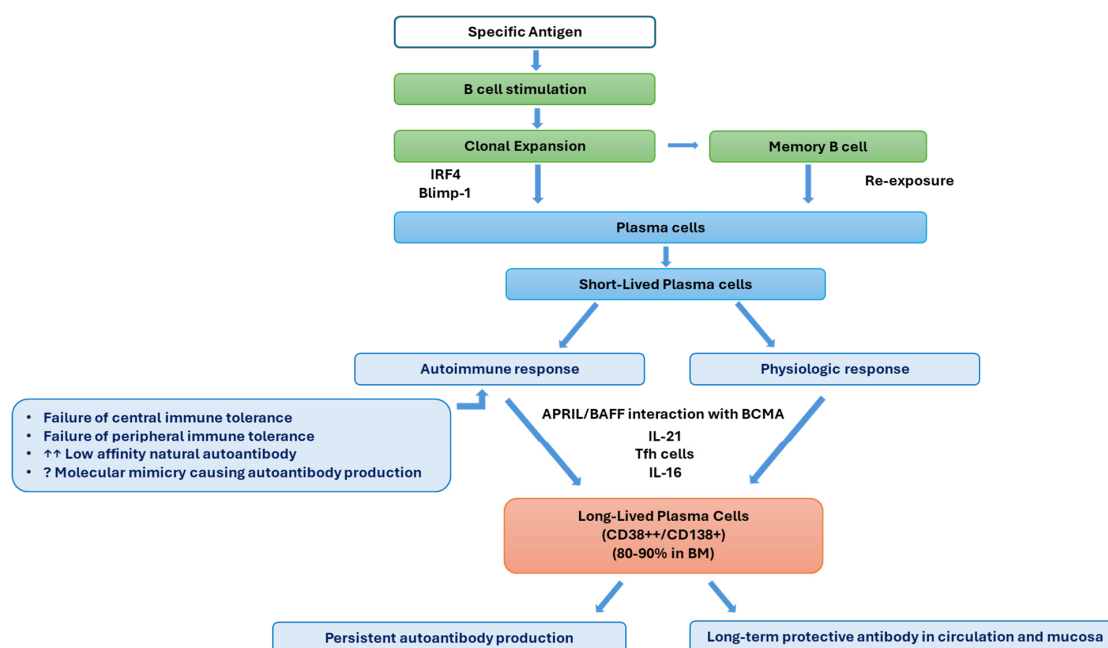 Specific Antigen
B cell stimulation
Clonal Expansion
Memory B cell
IRF4
Blimp-1
Re-exposure
Plasma cells
Short-Lived Plasma cells
Autoimmune response
Physiologic response
• Failure of central immune tolerance
• Failure of peripheral immune tolerance
• ↑↑ Low affinity natural autoantibody
• ? Molecular mimicry causing autoantibody production
APRIL/BAFF interaction with BCMA
IL-21
Tfh cells
IL-16
Long-Lived Plasma Cells
(CD38++/CD138+)
(80-90% in BM)
Persistent autoantibody production
Long-term protective antibody in circulation and mucosa